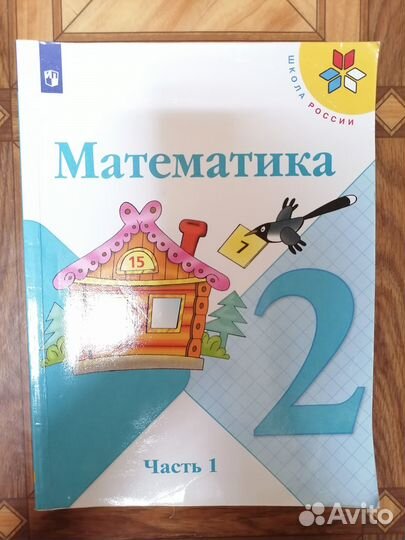 ШКОЛА РОССИИ
Математика
15
7
2
Часть 1
Avito